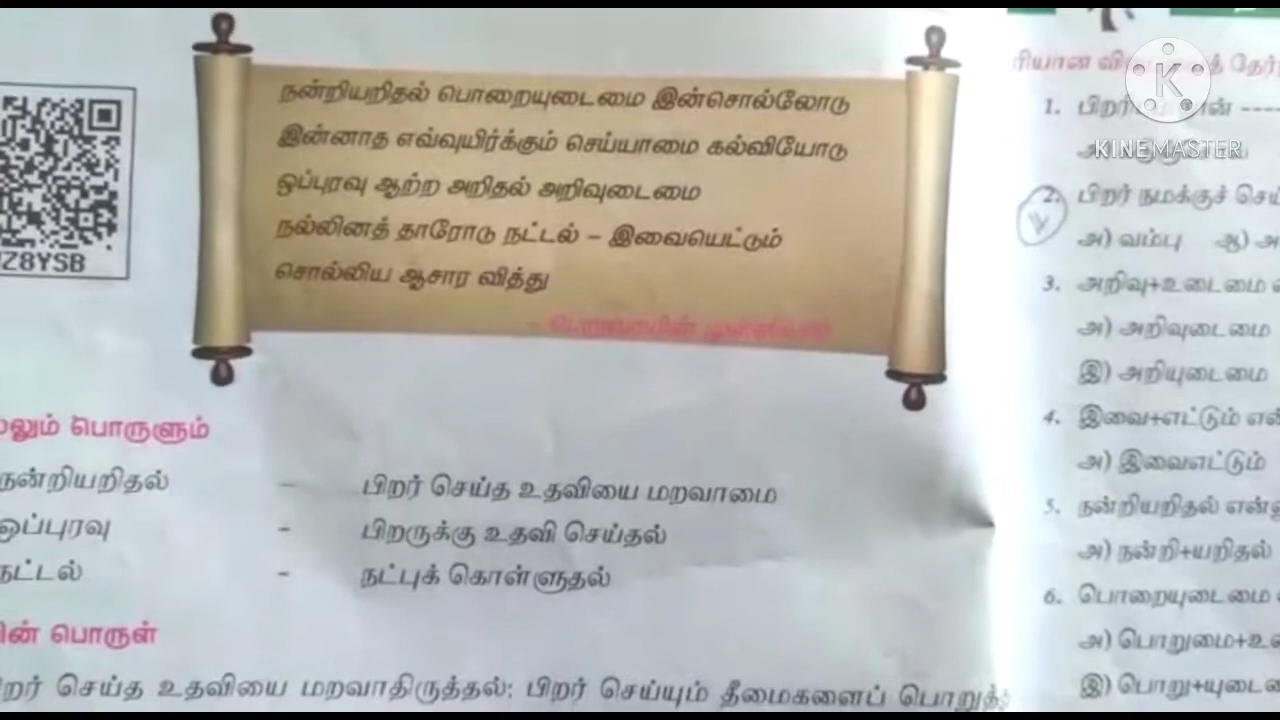 நன்றியறிதல் பொறையுடைமை இன்சொல்லோடு
இன்னாத எவ்வுயிர்க்கும் செய்யாமை கல்வியோடு
ஒப்புரவு ஆற்ற அறிதல் அறிவுடைமை
நல்லினத் தாரோடு நட்டல் – இவையெட்டும்
சொல்லிய ஆசார வித்து
Z8YSB
லும் பொருளும்
நன்றியறிதல் - பிறர் செய்த உதவியை மறவாமை
ஒப்புரவு - பிறருக்கு உதவி செய்தல்
நட்டல் - நட்புக் கொள்ளுதல்
ின் பொருள்
பிறர் செய்த உதவியை மறவாதிருத்தல்; பிறர் செய்யும் தீமைகளைப்
K
KINEMASTER
1.
2. பிறர் நமக்குச்
அ) வம்பு ஆ)
3. அறிவு+உடைமை
அ) அறிவுடைமை
இ) அறியுடைமை
4. இவை+எட்டும்
அ) இவைஎட்டும்
5. நன்றியறிதல்
அ) நன்றி+யறிதல்
6. பொறையுடைமை
அ) பொறுமை+
இ) பொறு+